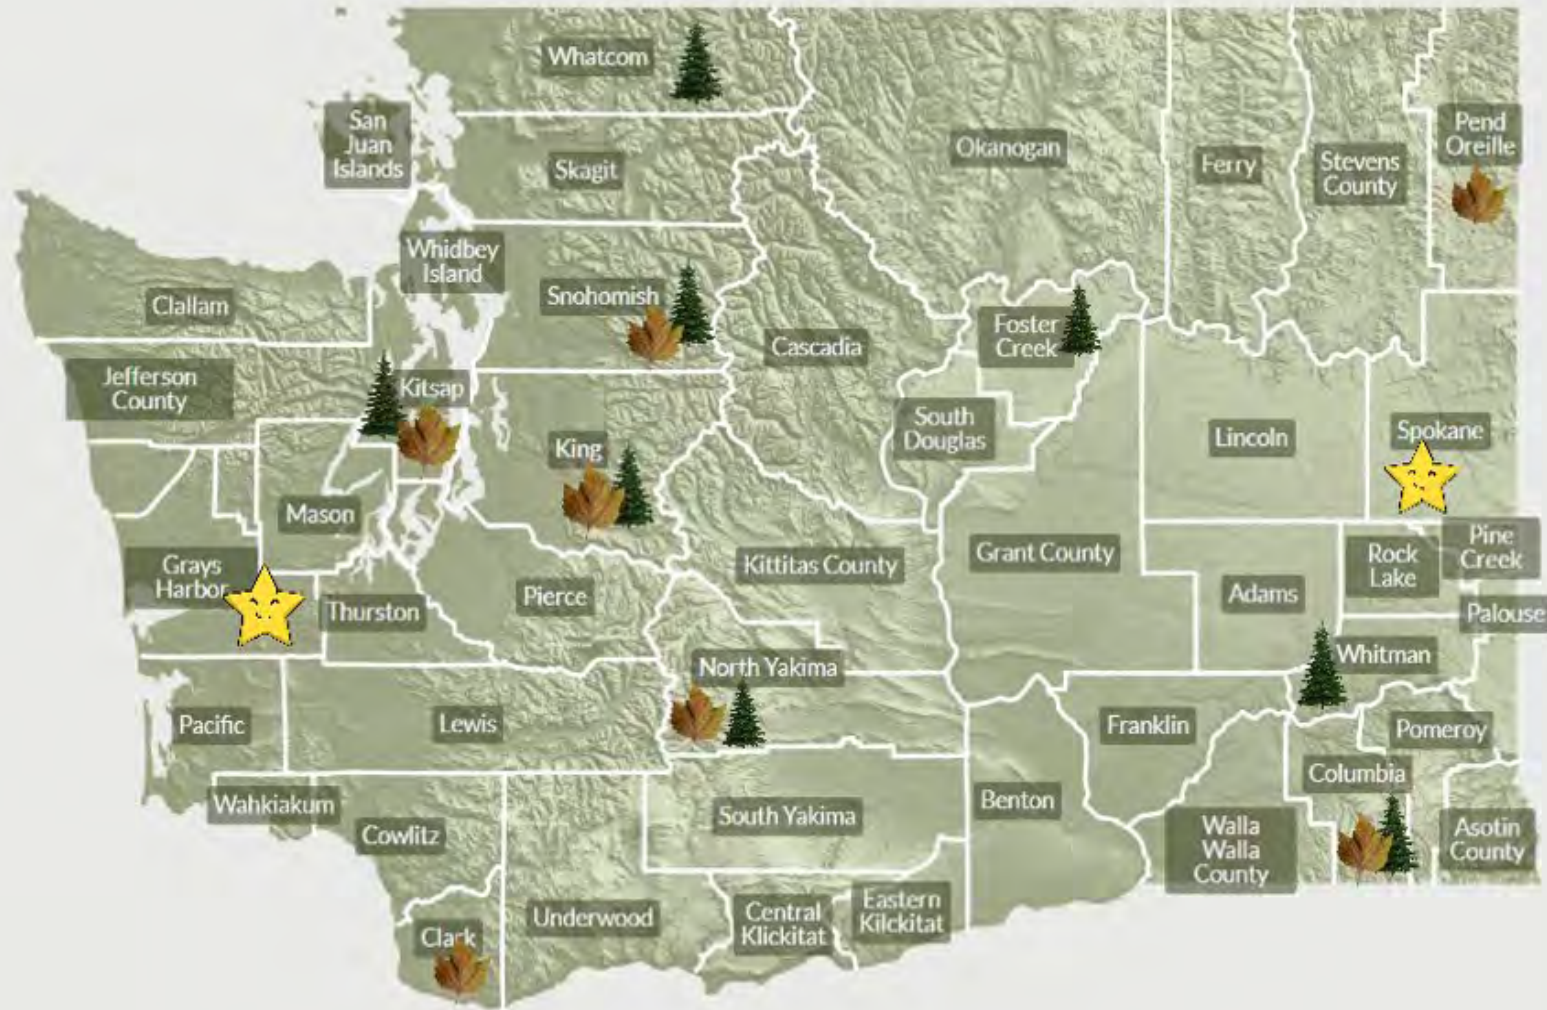 Whatcom
San
Juan
Islands
Skagit
Okanogan
Ferry
Stevens
County
Pend
Oreille
Whidbey
Island
Clallam
Snohomish
Cascadia
Foster
Creek
Jefferson
County
Kitsap
South
Douglas
King
Lincoln
Spokane
Mason
Grays
Harbor
Thurston
Pierce
Kittitas County
Grant County
Adams
Rock
Lake
Pine
Creek
Palouse
Whitman
North Yakima
Pacific
Lewis
Franklin
Pomeroy
Columbia
Wahkiakum
Cowlitz
South Yakima
Benton
Walla
Walla
County
Asotin
County
Clark
Underwood
Central
Klickitat
Eastern
Kilckitat